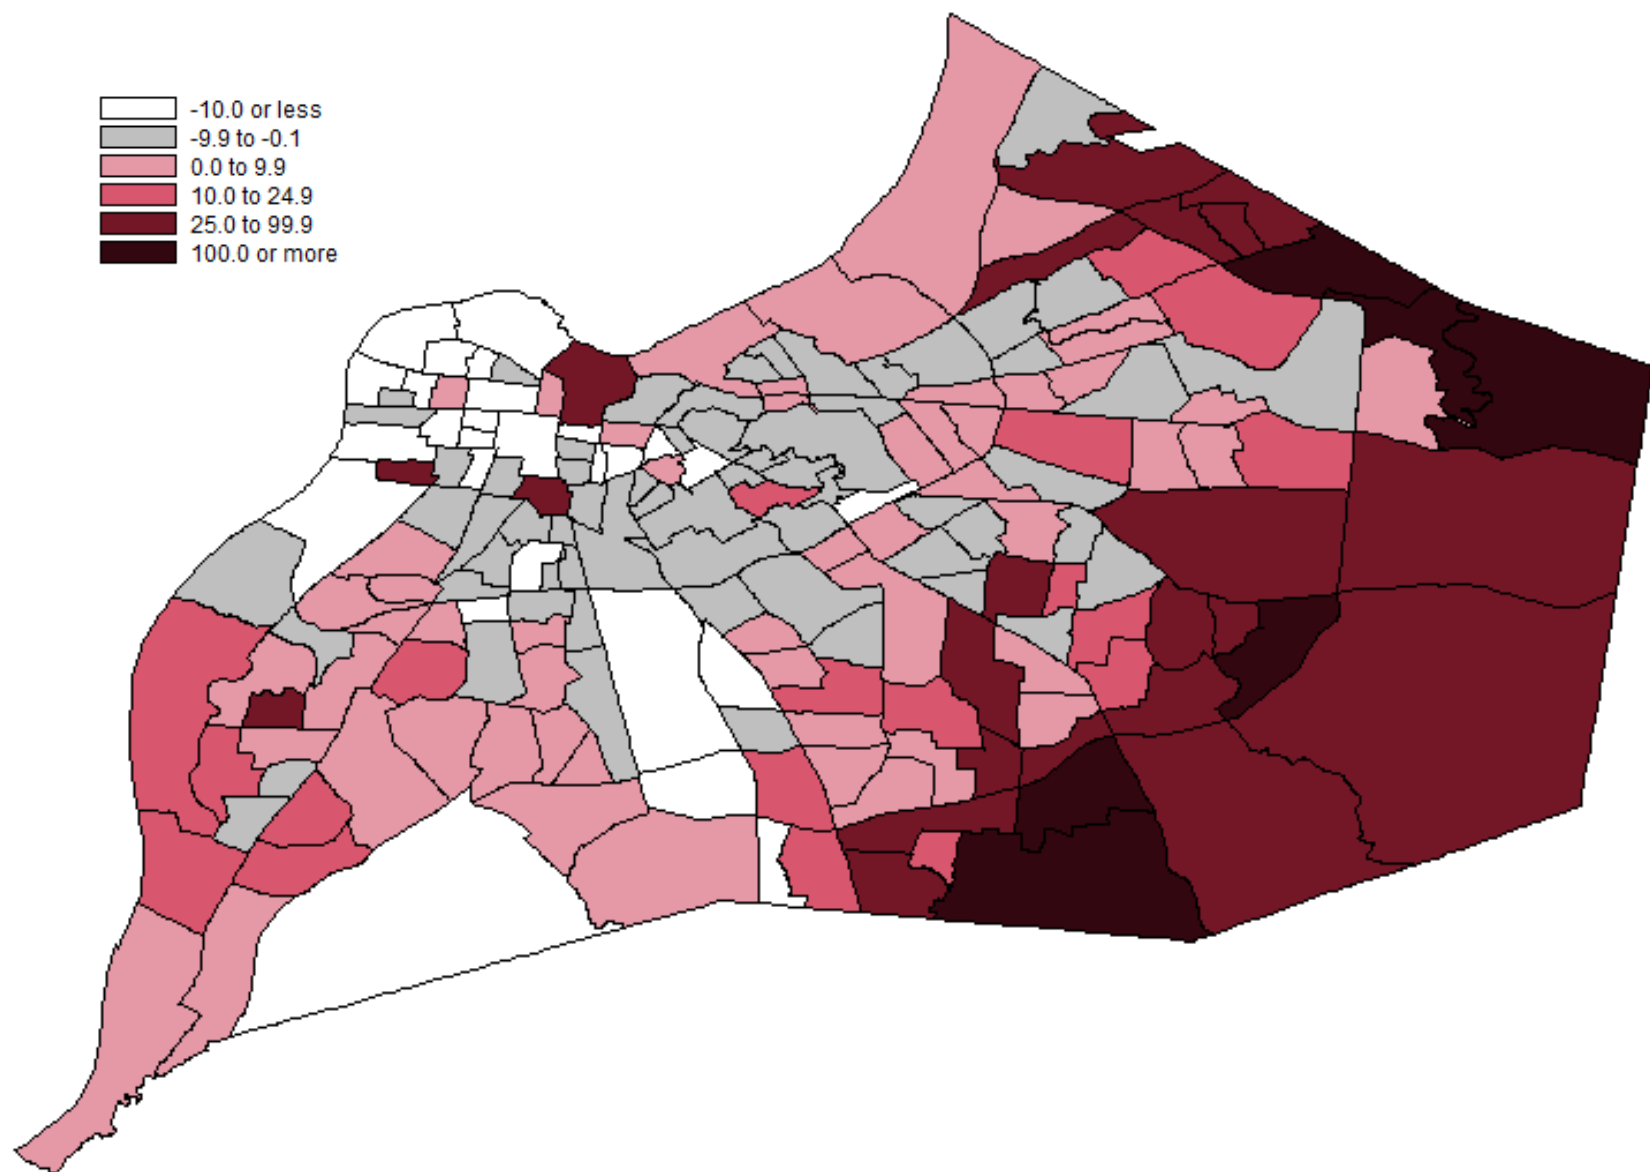 -10.0 or less
-9.9 to -0.1
0.0 to 9.9
10.0 to 24.9
25.0 to 99.9
100.0 or more